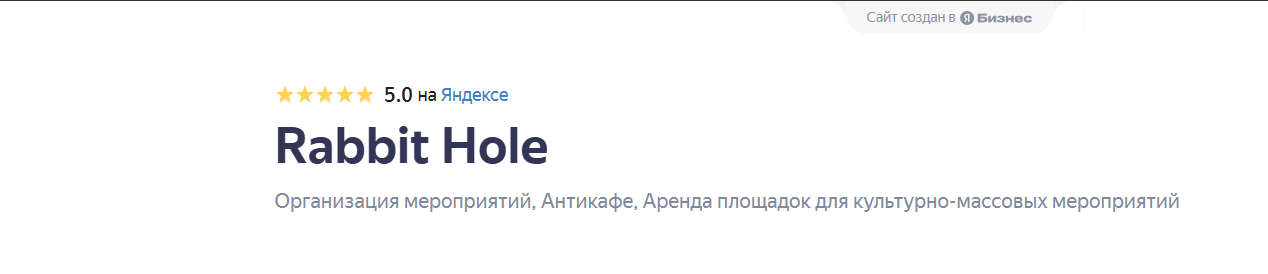 Сайт создан в Я Бизнес
5.0 на Яндексе
Rabbit Hole
Организация мероприятий, Антикафе, Аренда площадок для культурно-массовых мероприятий